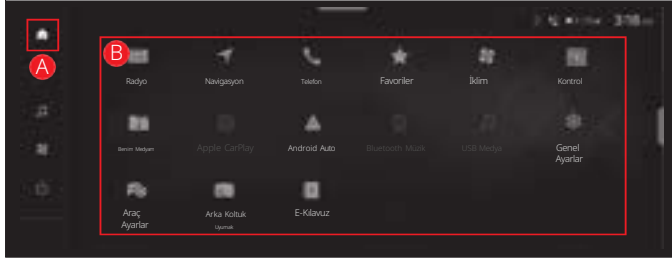 A
B
Radyo
Navigasyon
Telefon
Favoriler
İklim
Kontrol
Benim Medyam
Apple CarPlay
Android Auto
Bluetooth Müzik
USB Medya
Genel
Ayarlar
Araç
Ayarlar
Arka Koltuk
Uyumak
E-Kılavuz